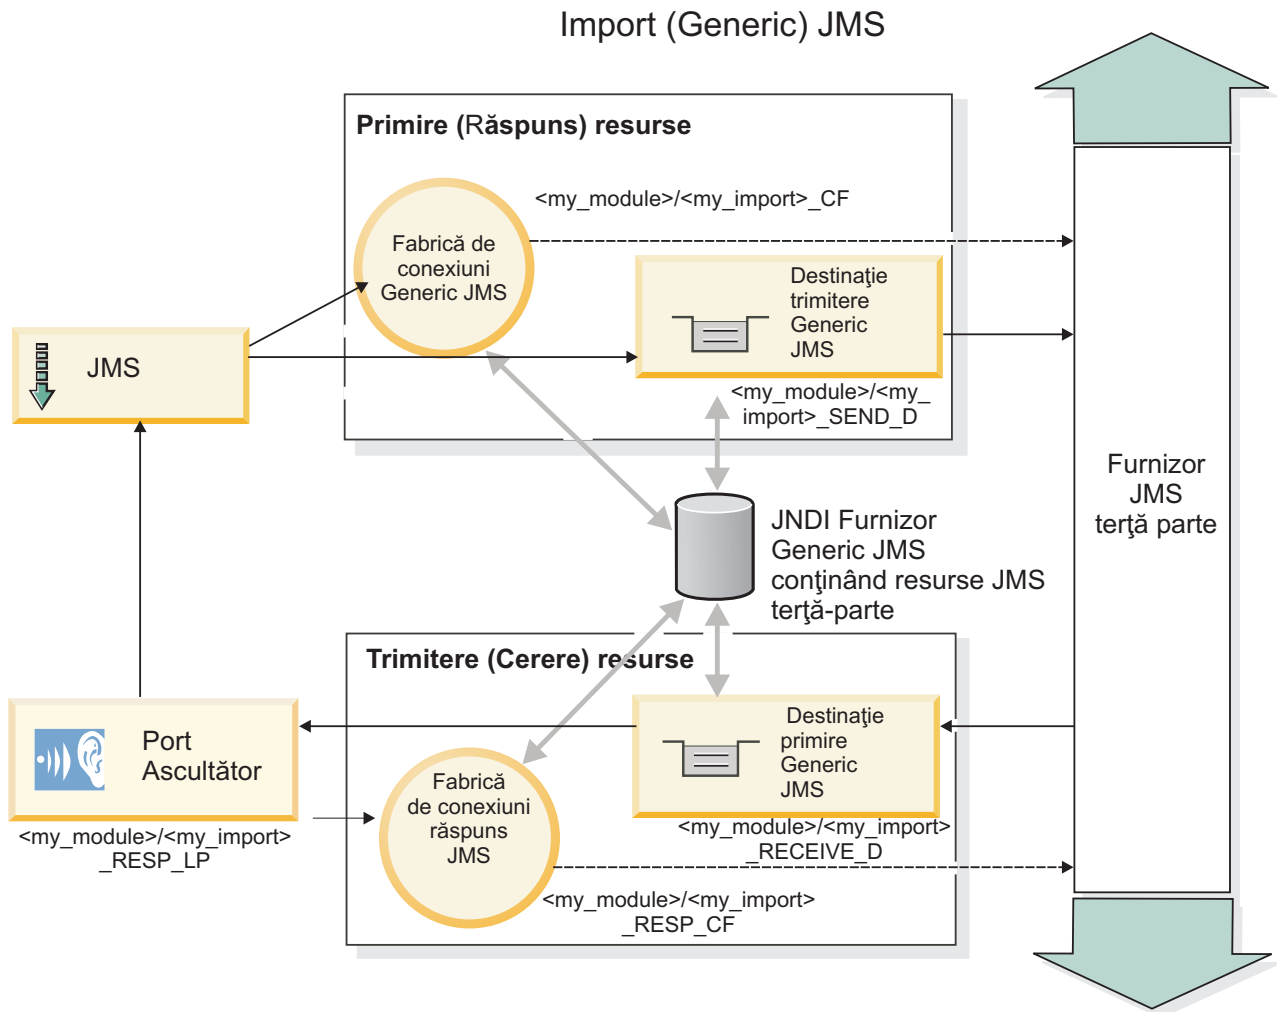 Import (Generic) JMS
Primire (Răspuns) resurse
<my_module>/<my_import>_CF
Fabrică de
conexiuni
Generic JMS
Destinaţie
trimitere
Generic
JMS
JMS
<my_module>/<my_
import>_SEND_D
Furnizor
JMS
terţă parte
JNDI Furnizor
Generic JMS
conţinând resurse JMS
terţă-parte
Trimitere (Cerere) resurse
Port
Ascultător
<my_module>/<my_import>
_RESP_LP
Destinaţie
primire
Generic
JMS
Fabrică
de conexiuni
răspuns
JMS
<my_module>/<my_import>
_RECEIVE_D
<my_module>/<my_import>
_RESP_CF